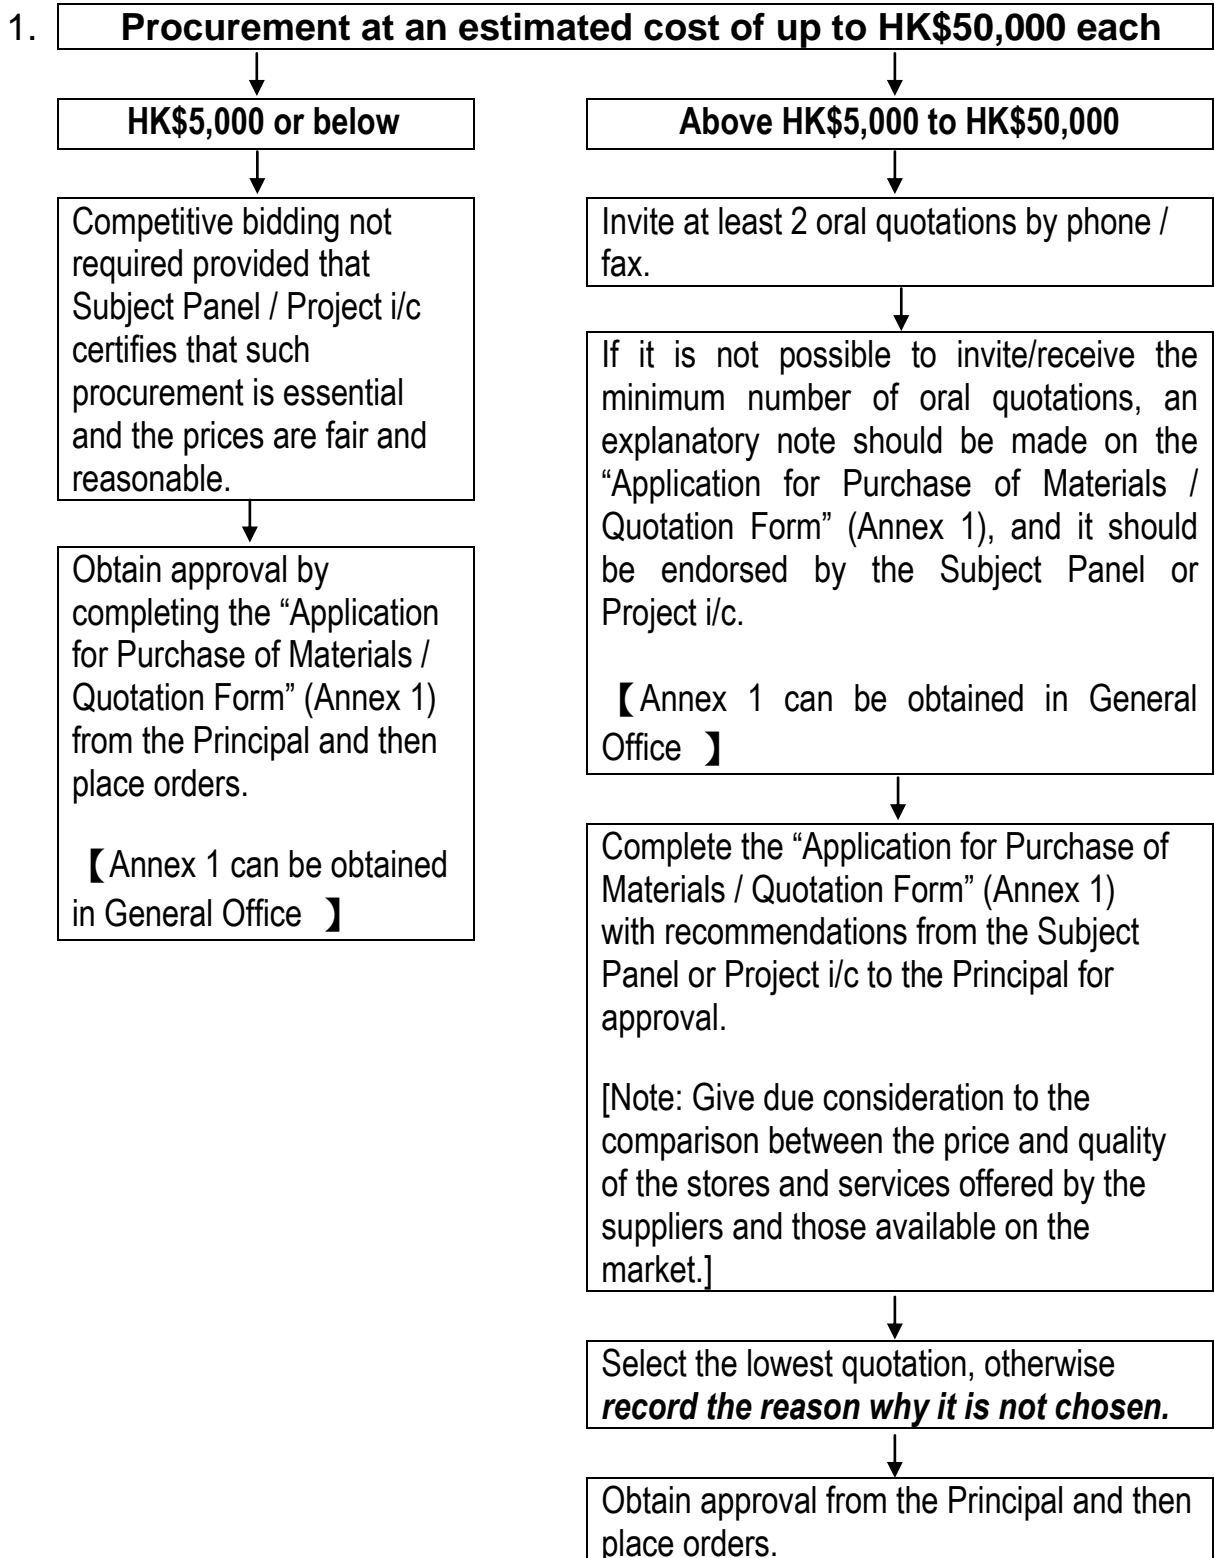 1. Procurement at an estimated cost of up to HK$50,000 each
HK$5,000 or below
Competitive bidding not
required provided that
Subject Panel / Project i/c
certifies that such
procurement is essential
and the prices are fair and
reasonable.
Obtain approval by
completing the “Application
for Purchase of Materials /
Quotation Form” (Annex 1)
from the Principal and then
place orders.
【Annex 1 can be obtained
in General Office 】
Above HK$5,000 to HK$50,000
Invite at least 2 oral quotations by phone /
fax.
If it is not possible to invite/receive the
minimum number of oral quotations, an
explanatory note should be made on the
“Application for Purchase of Materials /
Quotation Form” (Annex 1), and it should
be endorsed by the Subject Panel or
Project i/c.
【Annex 1 can be obtained in General
Office 】
Complete the “Application for Purchase of
Materials / Quotation Form” (Annex 1)
with recommendations from the Subject
Panel or Project i/c to the Principal for
approval.
[Note: Give due consideration to the
comparison between the price and quality
of the stores and services offered by the
suppliers and those available on the
market.]
Select the lowest quotation, otherwise
record the reason why it is not chosen.
Obtain approval from the Principal and then
place orders.